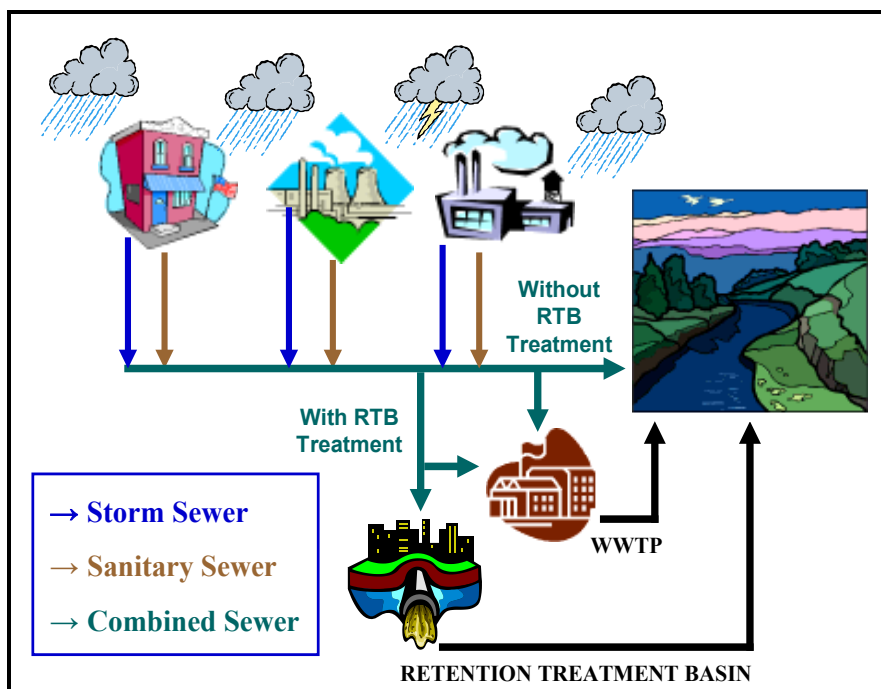 Without
RTB
Treatment
With RTB
Treatment
→ Storm Sewer
→ Sanitary Sewer
→ Combined Sewer
WWTP
RETENTION TREATMENT BASIN